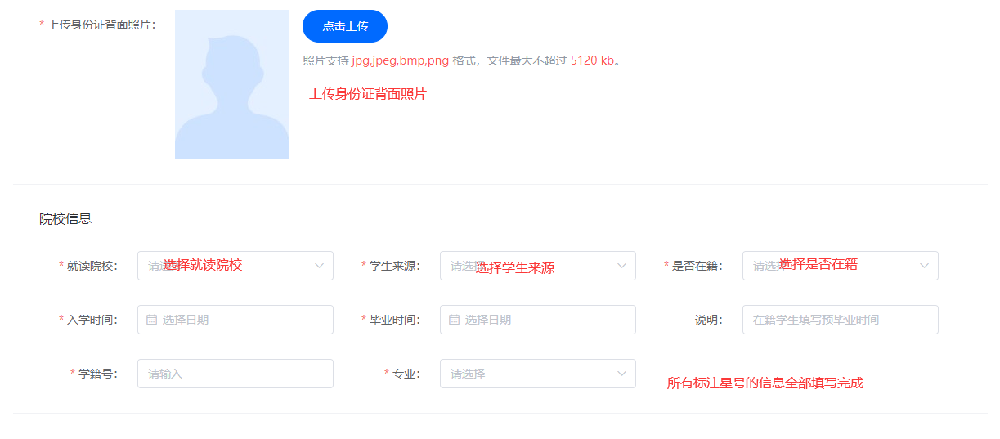 * 上传身份证背面照片：
点击上传
照片支持 jpg,jpeg,bmp,png 格式，文件最大不超过 5120 kb。
上传身份证背面照片
院校信息
* 就读院校： 选择就读院校 * 学生来源： 请选择 选择学生来源 * 是否在籍： 请选择 选择是否在籍
* 入学时间： 选择日期 * 毕业时间： 选择日期 说明： 在籍学生填写预毕业时间
* 学籍号： 请输入 * 专业： 请选择
所有标注星号的信息全部填写完成